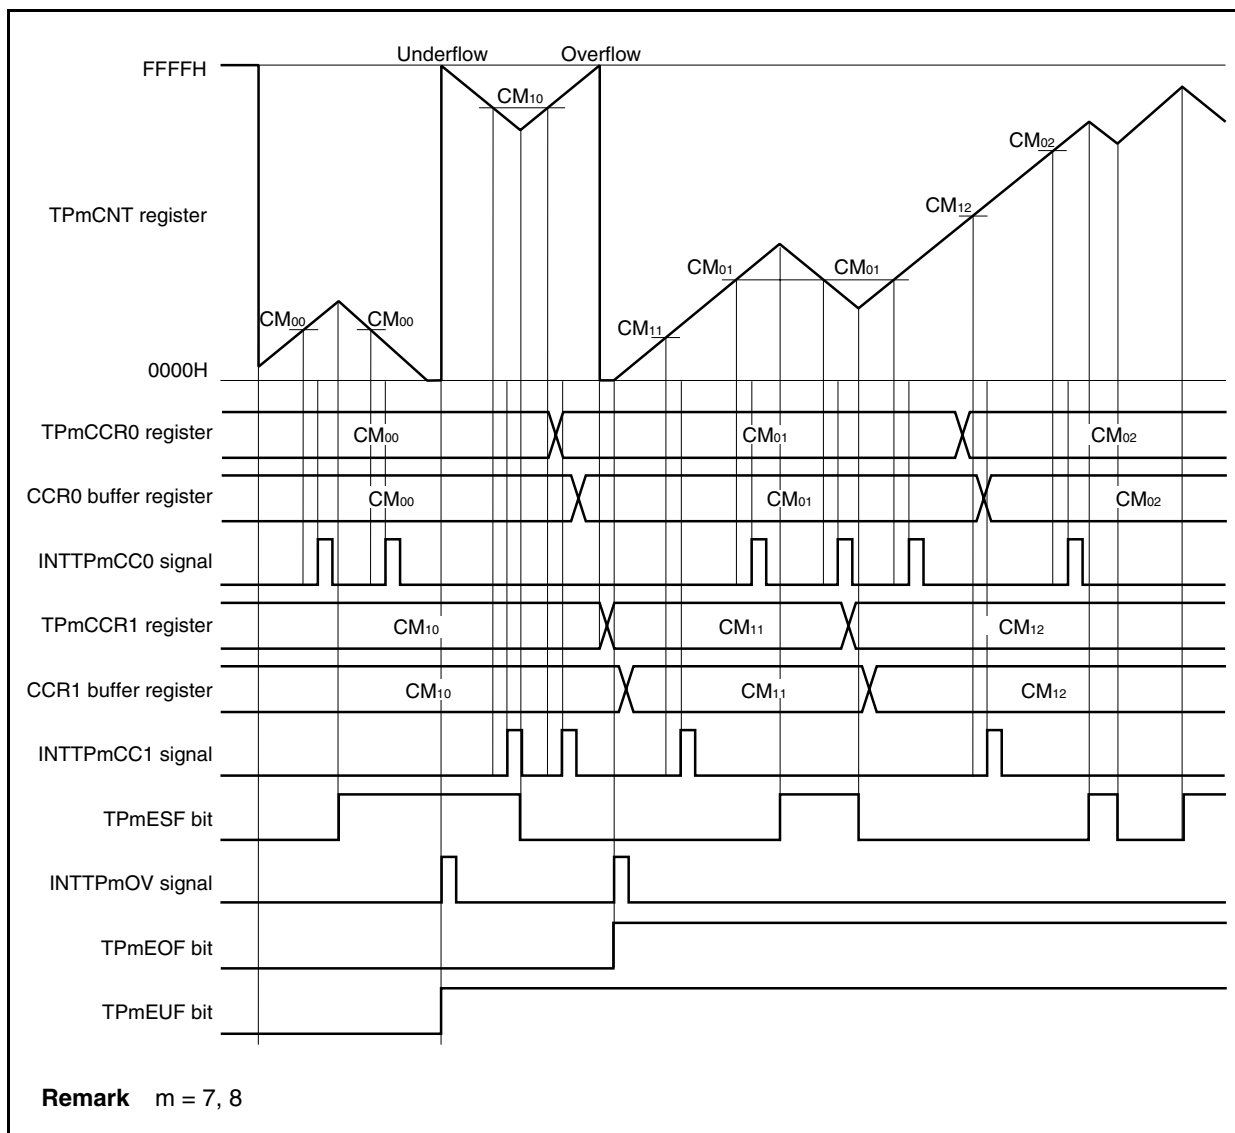 Underflow Overflow
FFFFH
CM10
CM02
TPmCNT register
CM12
CM01 CM01
CM00 CM00
CM11
0000H
TPmCCR0 register CM00 CM01 CM02
CCR0 buffer register CM00 CM01 CM02
INTTPmCC0 signal
TPmCCR1 register CM10 CM11 CM12
CCR1 buffer register CM10 CM11 CM12
INTTPmCC1 signal
TPmESF bit
INTTPmOV signal
TPmEOF bit
TPmEUF bit
Remark m = 7, 8